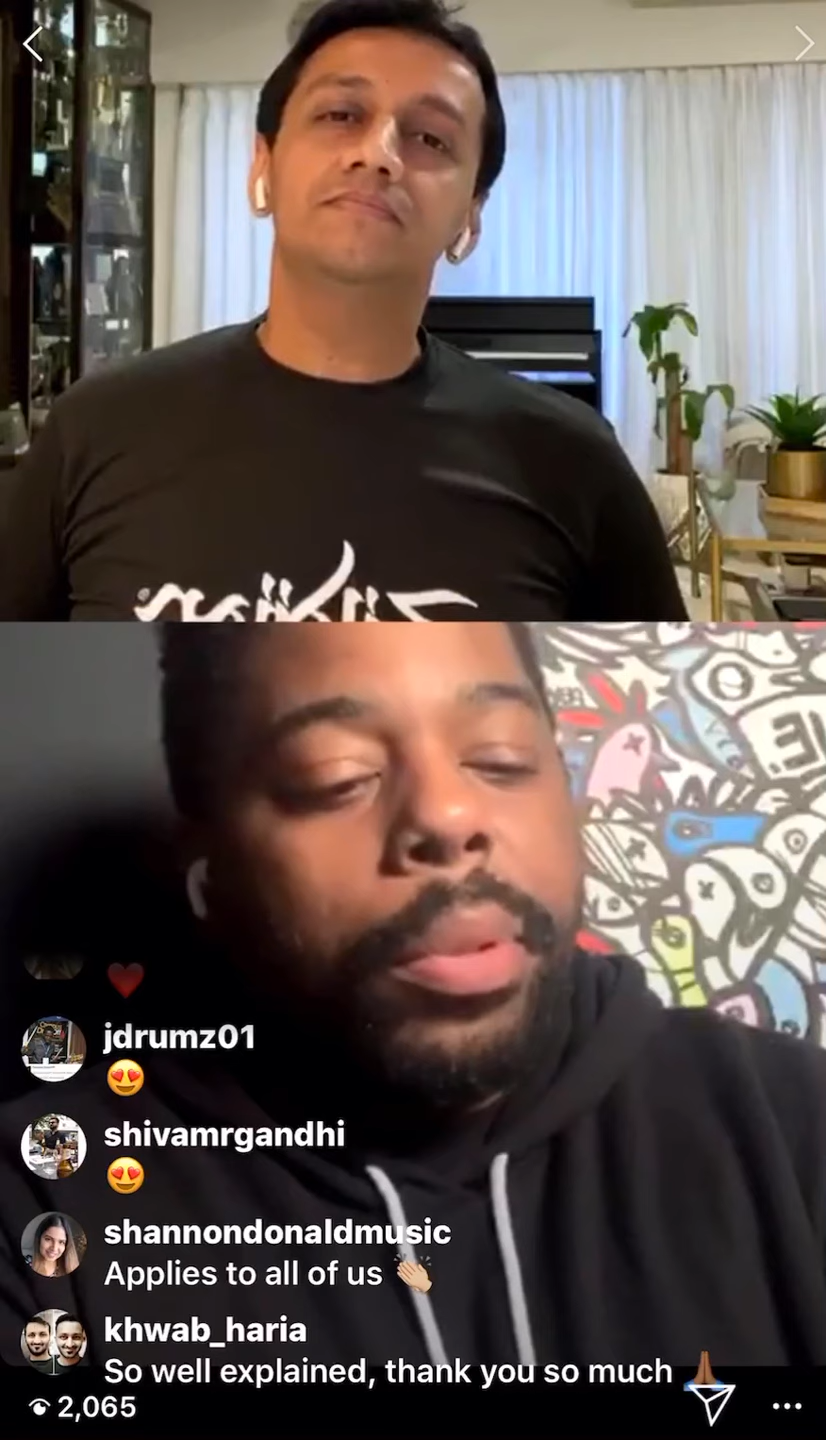 jdrumz01
😍
shivamrgandhi
😍
shannondonaldmusic
Applies to all of us 👏🏼
khwab_haria
So well explained, thank you so much 🙏🏾
2,065